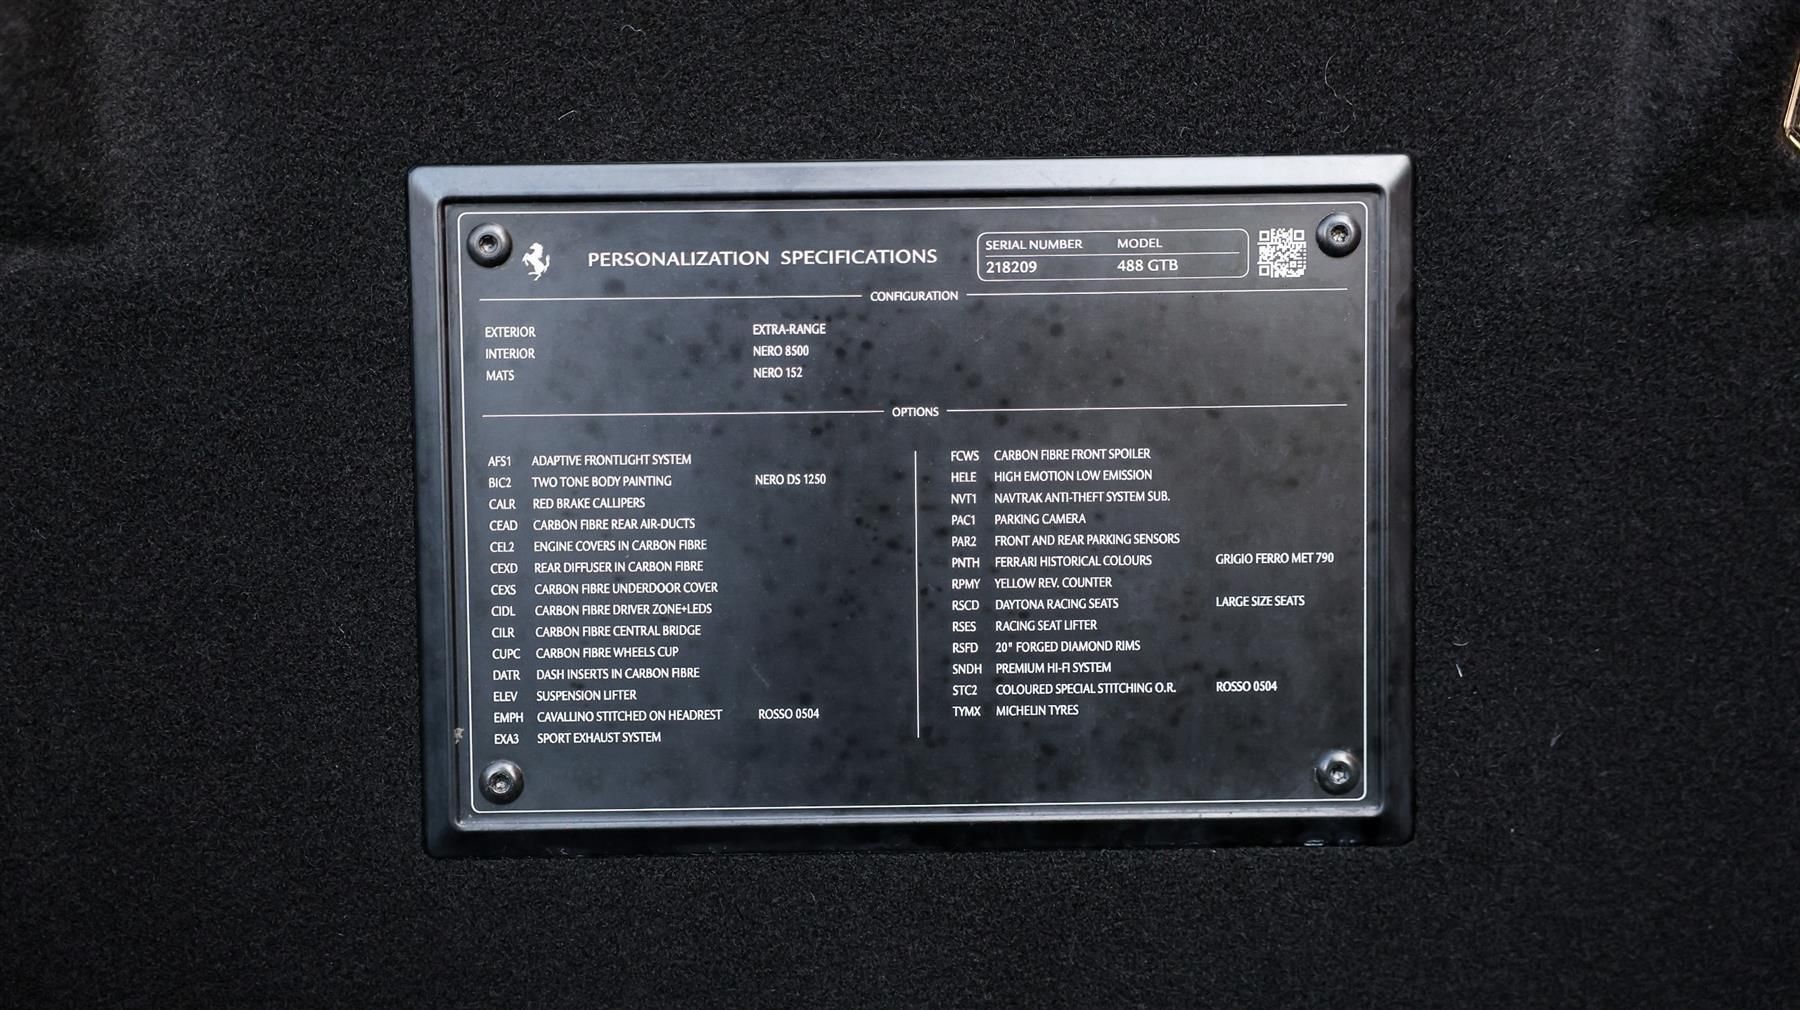 PERSONALIZATION SPECIFICATIONS
SERIAL NUMBER MODEL
218209 488 GTB
CONFIGURATION
EXTERIOR EXTRA-RANGE
INTERIOR NERO 8500
MATS NERO 152
OPTIONS
AFS1 ADAPTIVE FRONTLIGHT SYSTEM
BIC2 TWO TONE BODY PAINTING NERO DS 1250
CALR RED BRAKE CALLIPERS
CEAD CARBON FIBRE REAR AIR-DUCTS
CEL2 ENGINE COVERS IN CARBON FIBRE
CEXD REAR DIFFUSER IN CARBON FIBRE
CEXS CARBON FIBRE UNDERDOOR COVER
CIDL CARBON FIBRE DRIVER ZONE+LEDS
CILR CARBON FIBRE CENTRAL BRIDGE
CUPC CARBON FIBRE WHEELS CUP
DATR DASH INSERTS IN CARBON FIBRE
ELEV SUSPENSION LIFTER
EMPH CAVALLINO STITCHED ON HEADREST ROSSO 0504
EXA3 SPORT EXHAUST SYSTEM
FCWS CARBON FIBRE FRONT SPOILER
HELE HIGH EMOTION LOW EMISSION
NVT1 NAVTRAK ANTI-THEFT SYSTEM SUB.
PAC1 PARKING CAMERA
PAR2 FRONT AND REAR PARKING SENSORS
PNTH FERRARI HISTORICAL COLOURS GRIGIO FERRO MET 790
RPMY YELLOW REV. COUNTER
RSCD DAYTONA RACING SEATS LARGE SIZE SEATS
RSES RACING SEAT LIFTER
RSFD 20" FORGED DIAMOND RIMS
SNDH PREMIUM HI-FI SYSTEM
STC2 COLOURED SPECIAL STITCHING O.R. ROSSO 0504
TYMX MICHELIN TYRES